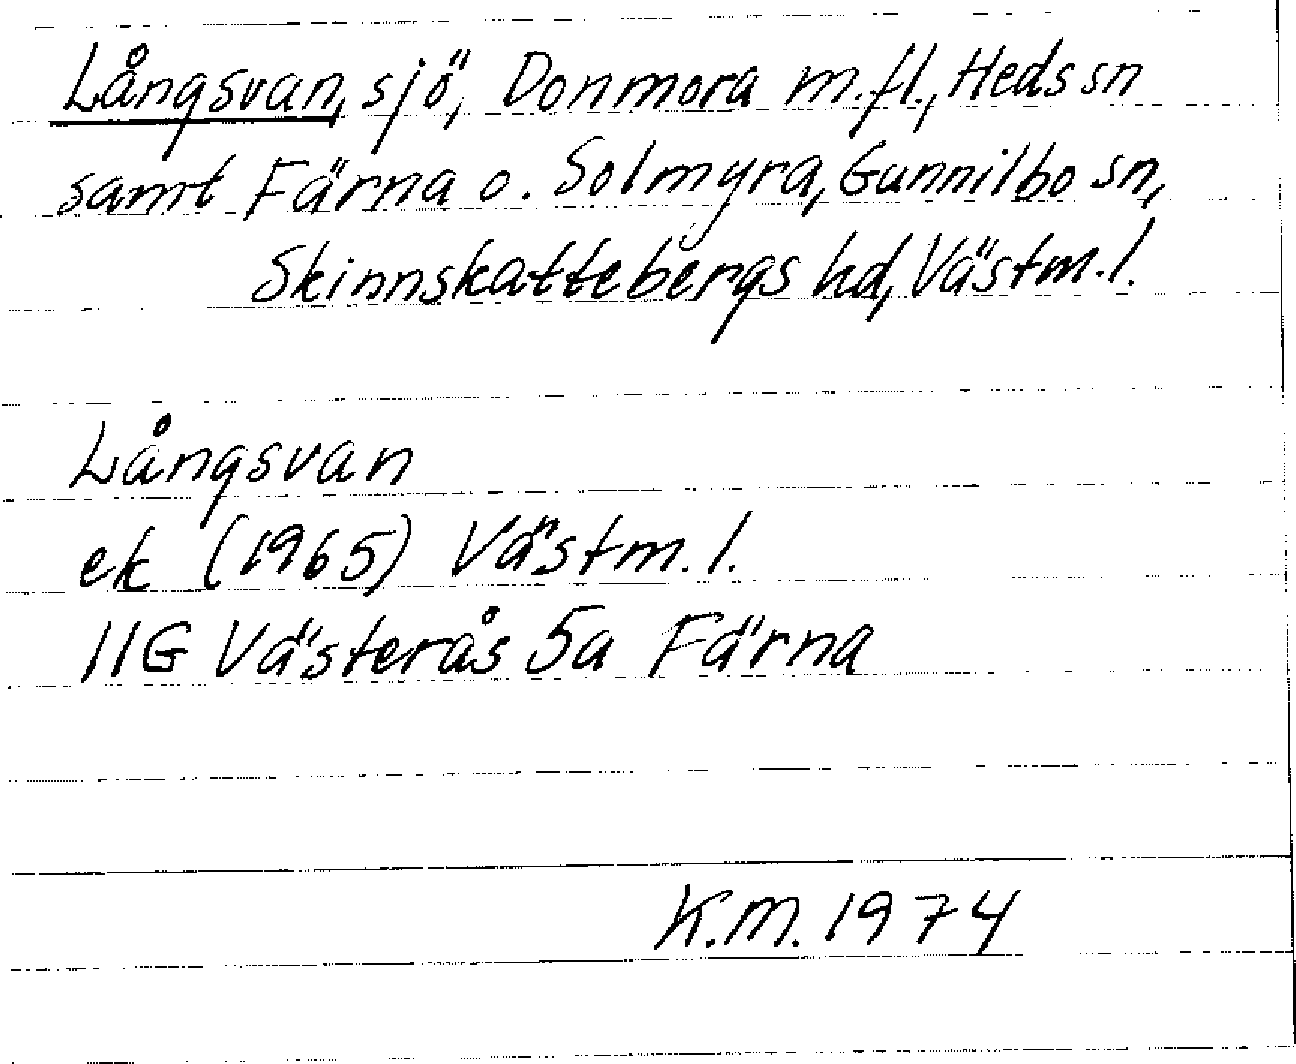 Långsvan, sjö, Donmora m.fl., Heds sn
samt Färna o. Solmyra, Gunnilbo sn,
Skinnskattebergs hd, Västm.l.
Långsvan
ek (1965) Västm.l.
11G Västerås 5a Färna
K.M. 1974